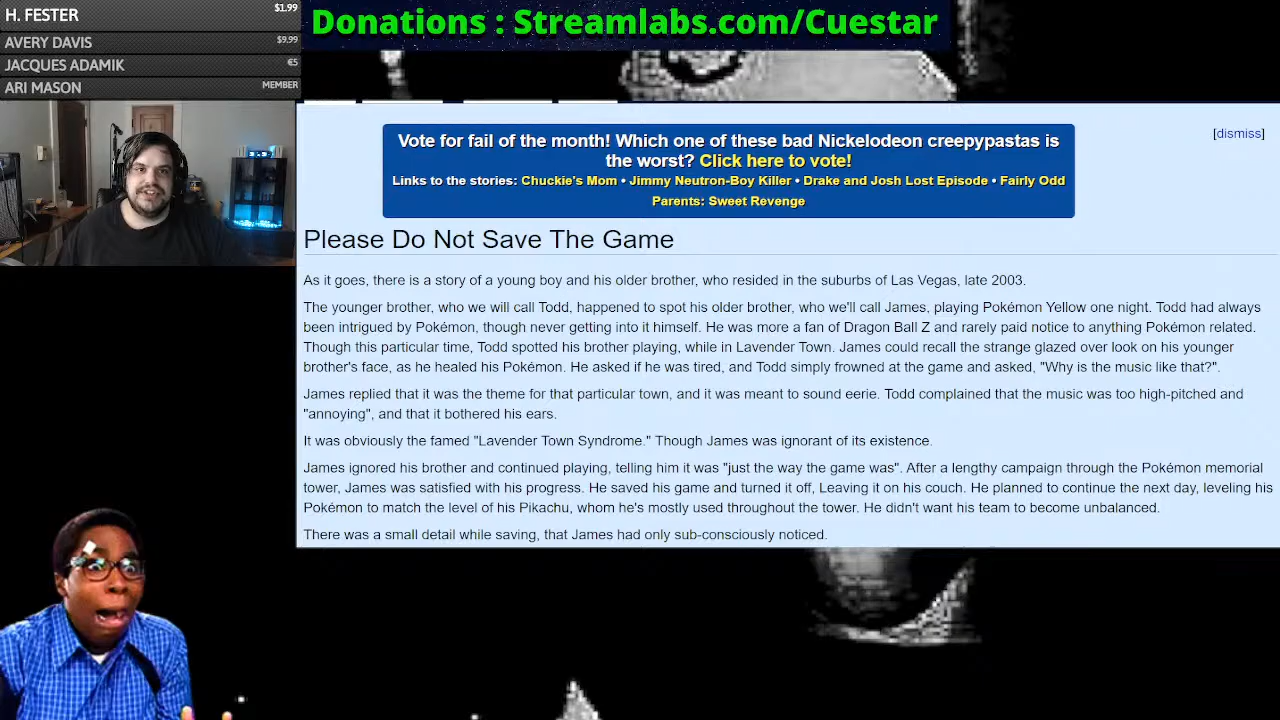 H. FESTER $1.99
AVERY DAVIS $9.99
JACQUES ADAMIK €5
ARI MASON MEMBER
Donations : Streamlabs.com/Cuestar
Vote for fail of the month! Which one of these bad Nickelodeon creepypastas is
the worst? Click here to vote!
Links to the stories: Chuckie's Mom • Jimmy Neutron-Boy Killer • Drake and Josh Lost Episode • Fairly Odd
Parents: Sweet Revenge
[dismiss]
Please Do Not Save The Game
As it goes, there is a story of a young boy and his older brother, who resided in the suburbs of Las Vegas, late 2003.
The younger brother, who we will call Todd, happened to spot his older brother, who we'll call James, playing Pokémon Yellow one night. Todd had always
been intrigued by Pokémon, though never getting into it himself. He was more a fan of Dragon Ball Z and rarely paid notice to anything Pokémon related.
Though this particular time, Todd spotted his brother playing, while in Lavender Town. James could recall the strange glazed over look on his younger
brother's face, as he healed his Pokémon. He asked if he was tired, and Todd simply frowned at the game and asked, "Why is the music like that?".
James replied that it was the theme for that particular town, and it was meant to sound eerie. Todd complained that the music was too high-pitched and
"annoying", and that it bothered his ears.
It was obviously the famed "Lavender Town Syndrome." Though James was ignorant of its existence.
James ignored his brother and continued playing, telling him it was "just the way the game was". After a lengthy campaign through the Pokémon memorial
tower, James was satisfied with his progress. He saved his game and turned it off, Leaving it on his couch. He planned to continue the next day, leveling his
Pokémon to match the level of his Pikachu, whom he's mostly used throughout the tower. He didn't want his team to become unbalanced.
There was a small detail while saving, that James had only sub-consciously noticed.